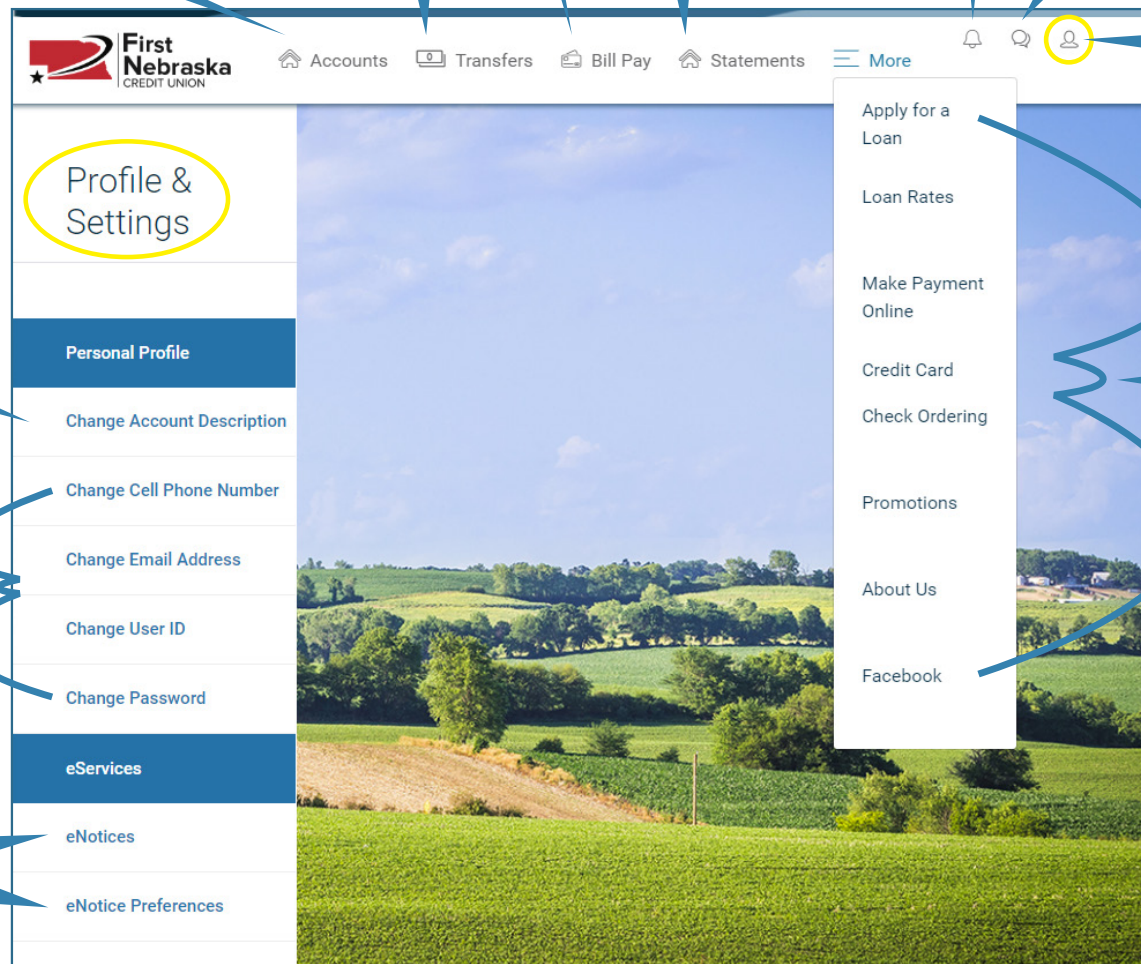 First
Nebraska
CREDIT UNION
Accounts
Transfers
Bill Pay
Statements
More
Profile &
Settings
Personal Profile
Change Account Description
Change Cell Phone Number
Change Email Address
Change User ID
Change Password
eServices
eNotices
eNotice Preferences
Apply for a
Loan
Loan Rates
Make Payment
Online
Credit Card
Check Ordering
Promotions
About Us
Facebook